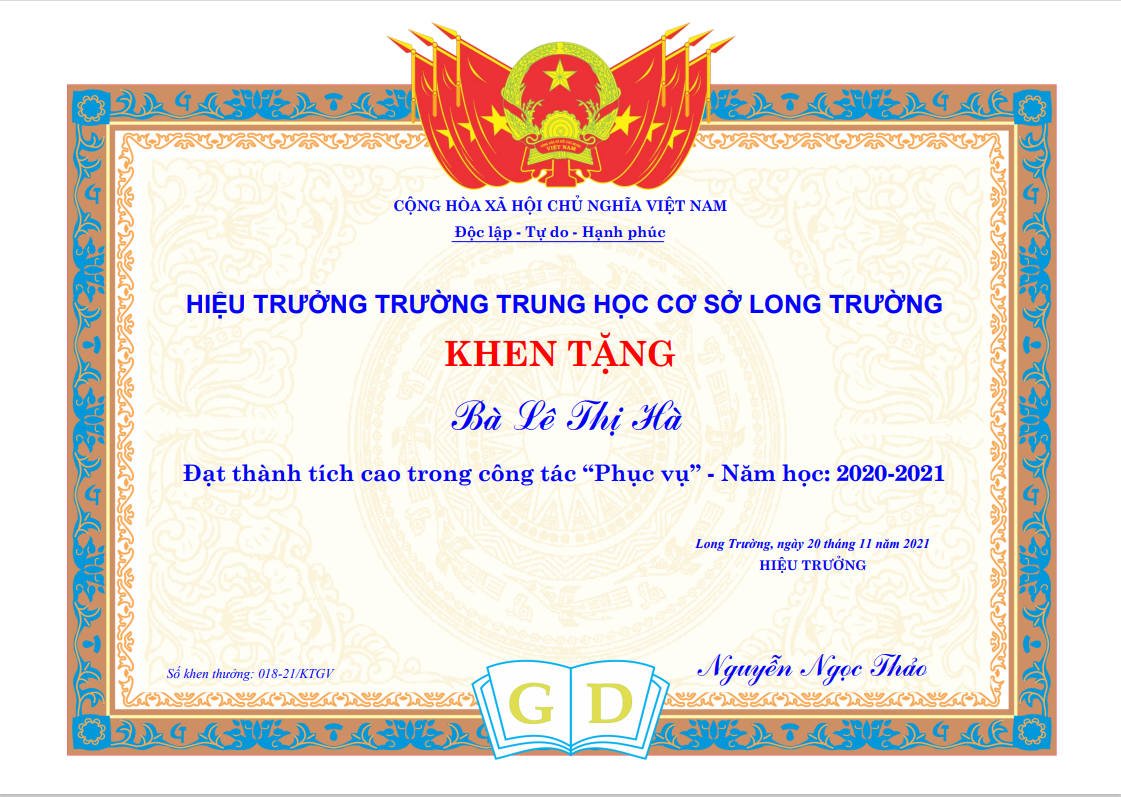 VIỆT NAM
CỘNG HÒA XÃ HỘI CHỦ NGHĨA VIỆT NAM
Độc lập - Tự do - Hạnh phúc
HIỆU TRƯỞNG TRƯỜNG TRUNG HỌC CƠ SỞ LONG TRƯỜNG
KHEN TẶNG
Bà Lê Thị Hà
Đạt thành tích cao trong công tác “Phục vụ” - Năm học: 2020-2021
Long Trường, ngày 20 tháng 11 năm 2021
HIỆU TRƯỞNG
Nguyễn Ngọc Thảo
Số khen thưởng: 018-21/KTGV
G D